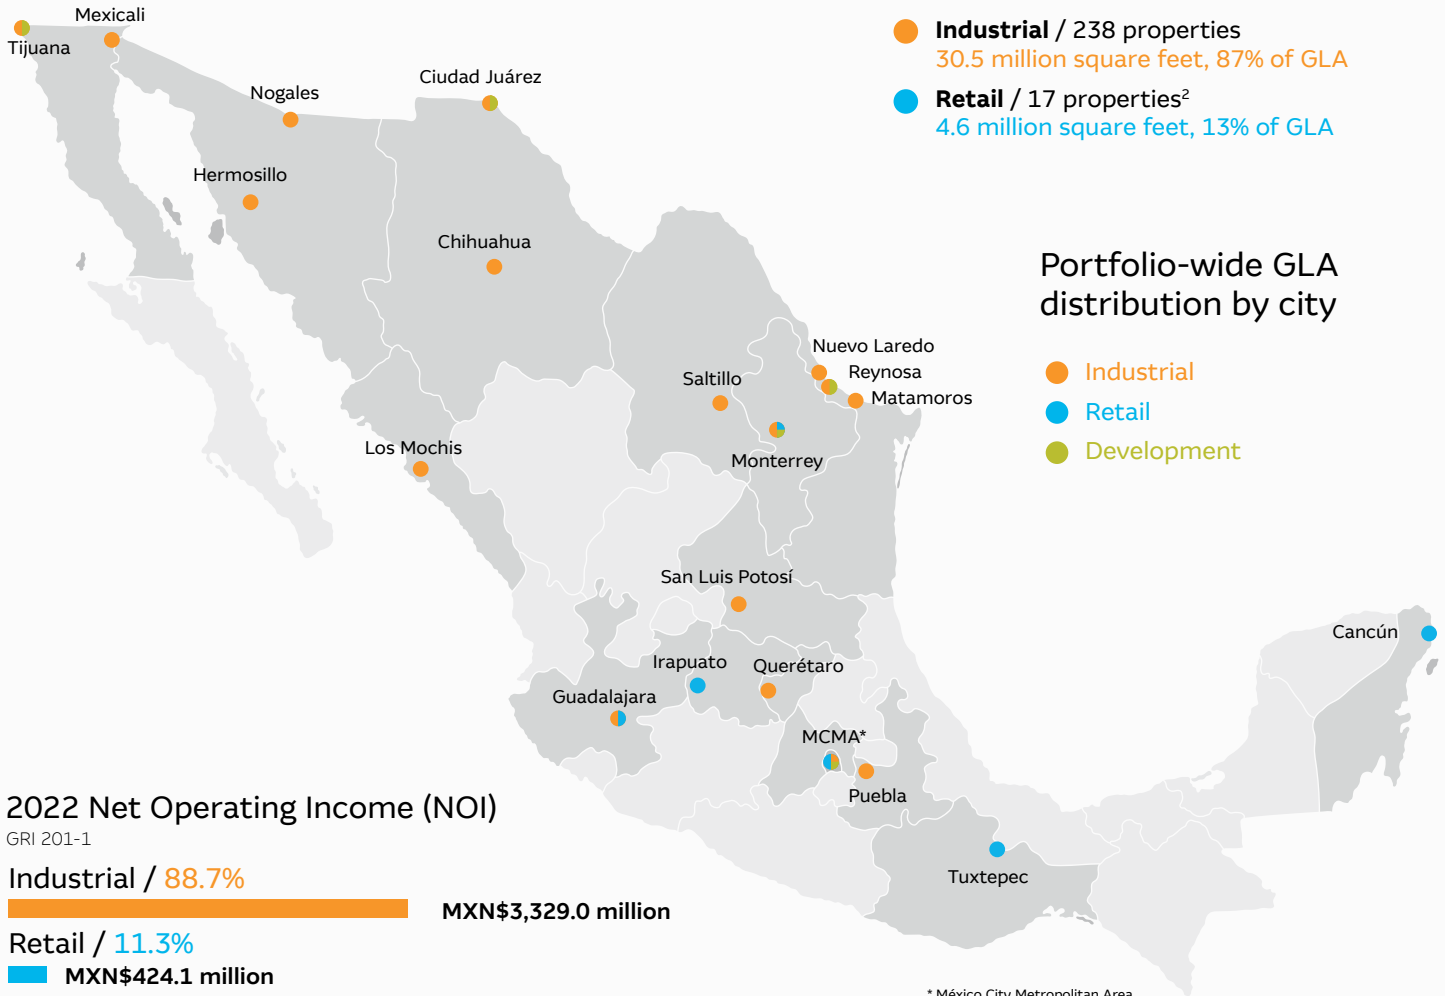 Mexicali
Tijuana
Nogales
Ciudad Juárez
Hermosillo
Chihuahua
Industrial / 238 properties
30.5 million square feet, 87% of GLA
Retail / 17 properties²
4.6 million square feet, 13% of GLA
Portfolio-wide GLA
distribution by city
Industrial
Retail
Development
Nuevo Laredo
Reynosa
Matamoros
Saltillo
Monterrey
Los Mochis
San Luis Potosí
Irapuato
Querétaro
Guadalajara
MCMA*
Puebla
Cancún
Tuxtepec
2022 Net Operating Income (NOI)
GRI 201-1
Industrial / 88.7%
MXN$3,329.0 million
Retail / 11.3%
MXN$424.1 million
* México City Metropolitan Area